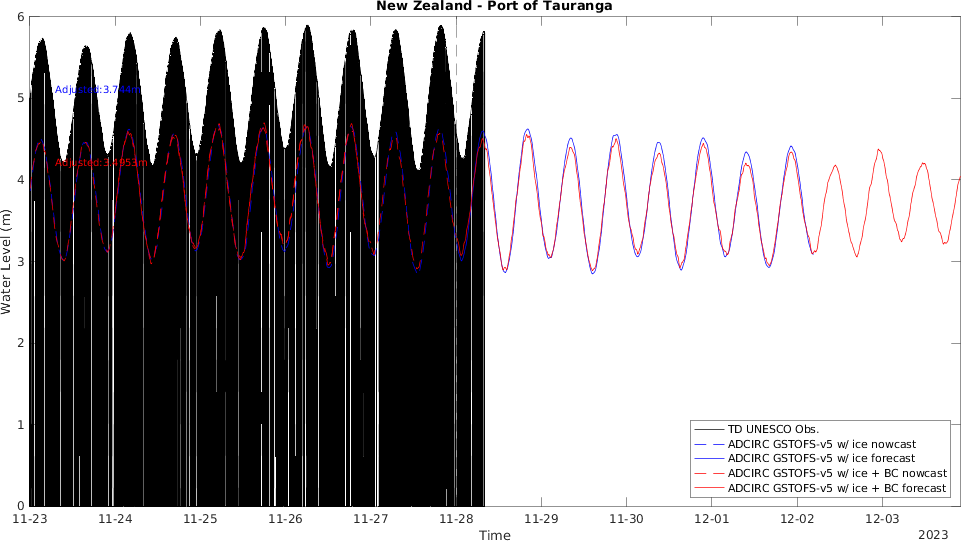 New Zealand - Port of Tauranga
6
5
4
3
2
1
0
Water Level (m)
Adjusted:3.744m
Adjusted:3.4953m
11-23
11-24
11-25
11-26
11-27
11-28
11-29
11-30
12-01
12-02
12-03
Time
2023
TD UNESCO Obs.
ADCIRC GSTOFS-v5 w/ ice nowcast
ADCIRC GSTOFS-v5 w/ ice forecast
ADCIRC GSTOFS-v5 w/ ice + BC nowcast
ADCIRC GSTOFS-v5 w/ ice + BC forecast